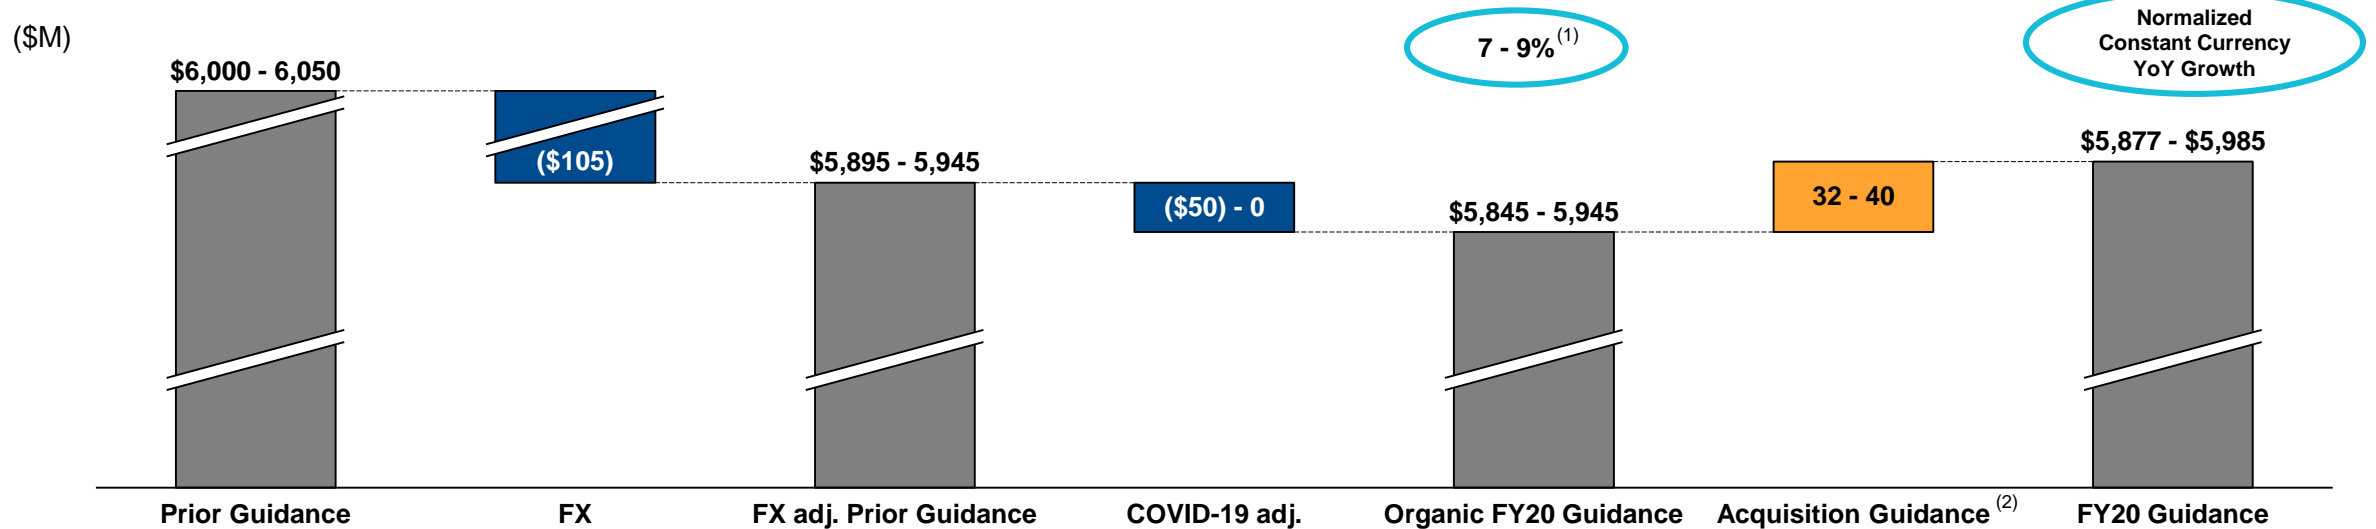 ($M)
7 - 9% (1)
Normalized
Constant Currency
YoY Growth
$6,000 - 6,050
($105)
$5,895 - 5,945
($50) - 0
$5,845 - 5,945
32 - 40
$5,877 - $5,985
Prior Guidance
FX
FX adj. Prior Guidance
COVID-19 adj.
Organic FY20 Guidance
Acquisition Guidance (2)
FY20 Guidance